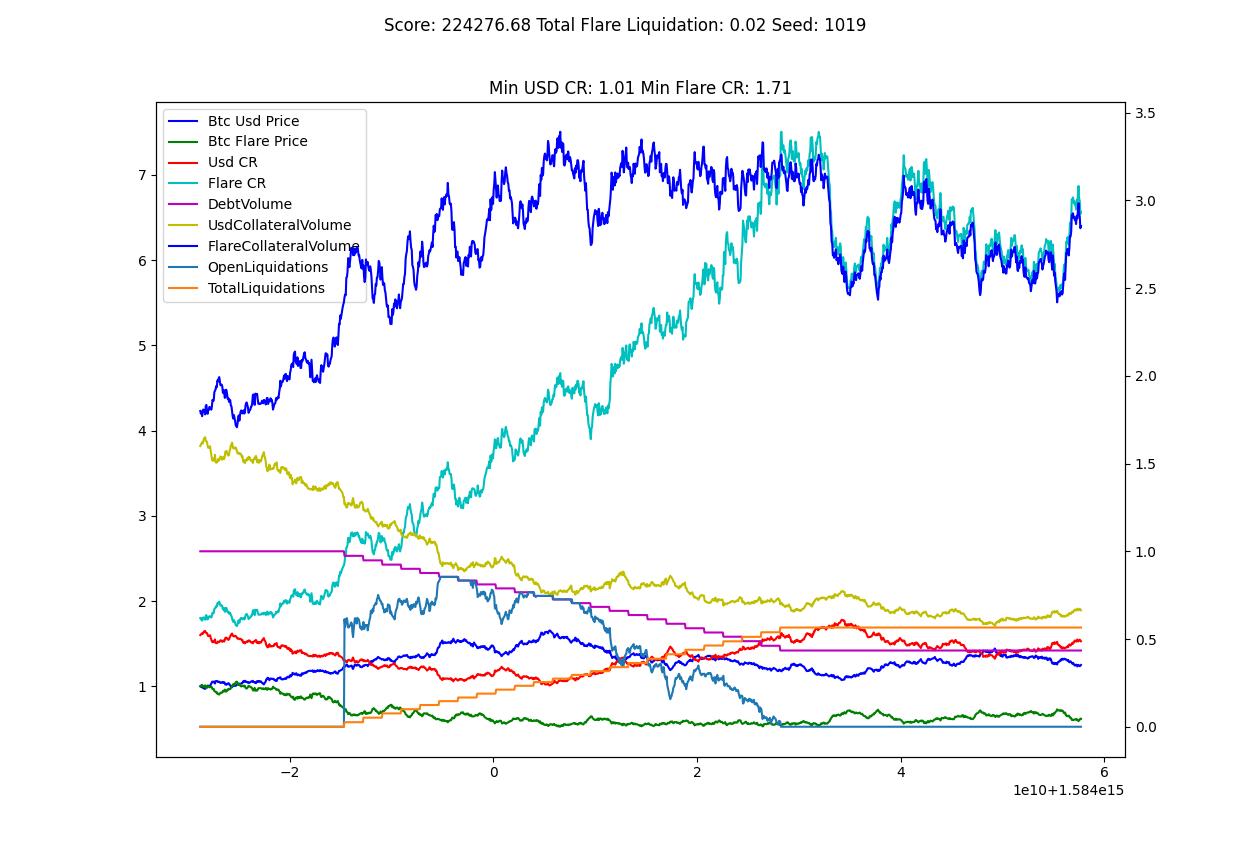 Score: 224276.68 Total Flare Liquidation: 0.02 Seed: 1019
Min USD CR: 1.01 Min Flare CR: 1.71
Btc Usd Price
Btc Flare Price
Usd CR
Flare CR
DebtVolume
UsdCollateralVolume
FlareCollateralVolume
OpenLiquidations
TotalLiquidations
7
6
5
4
3
2
1
3.5
3.0
2.5
2.0
1.5
1.0
0.5
0.0
−2
0
2
4
6
1e10+1.584e15